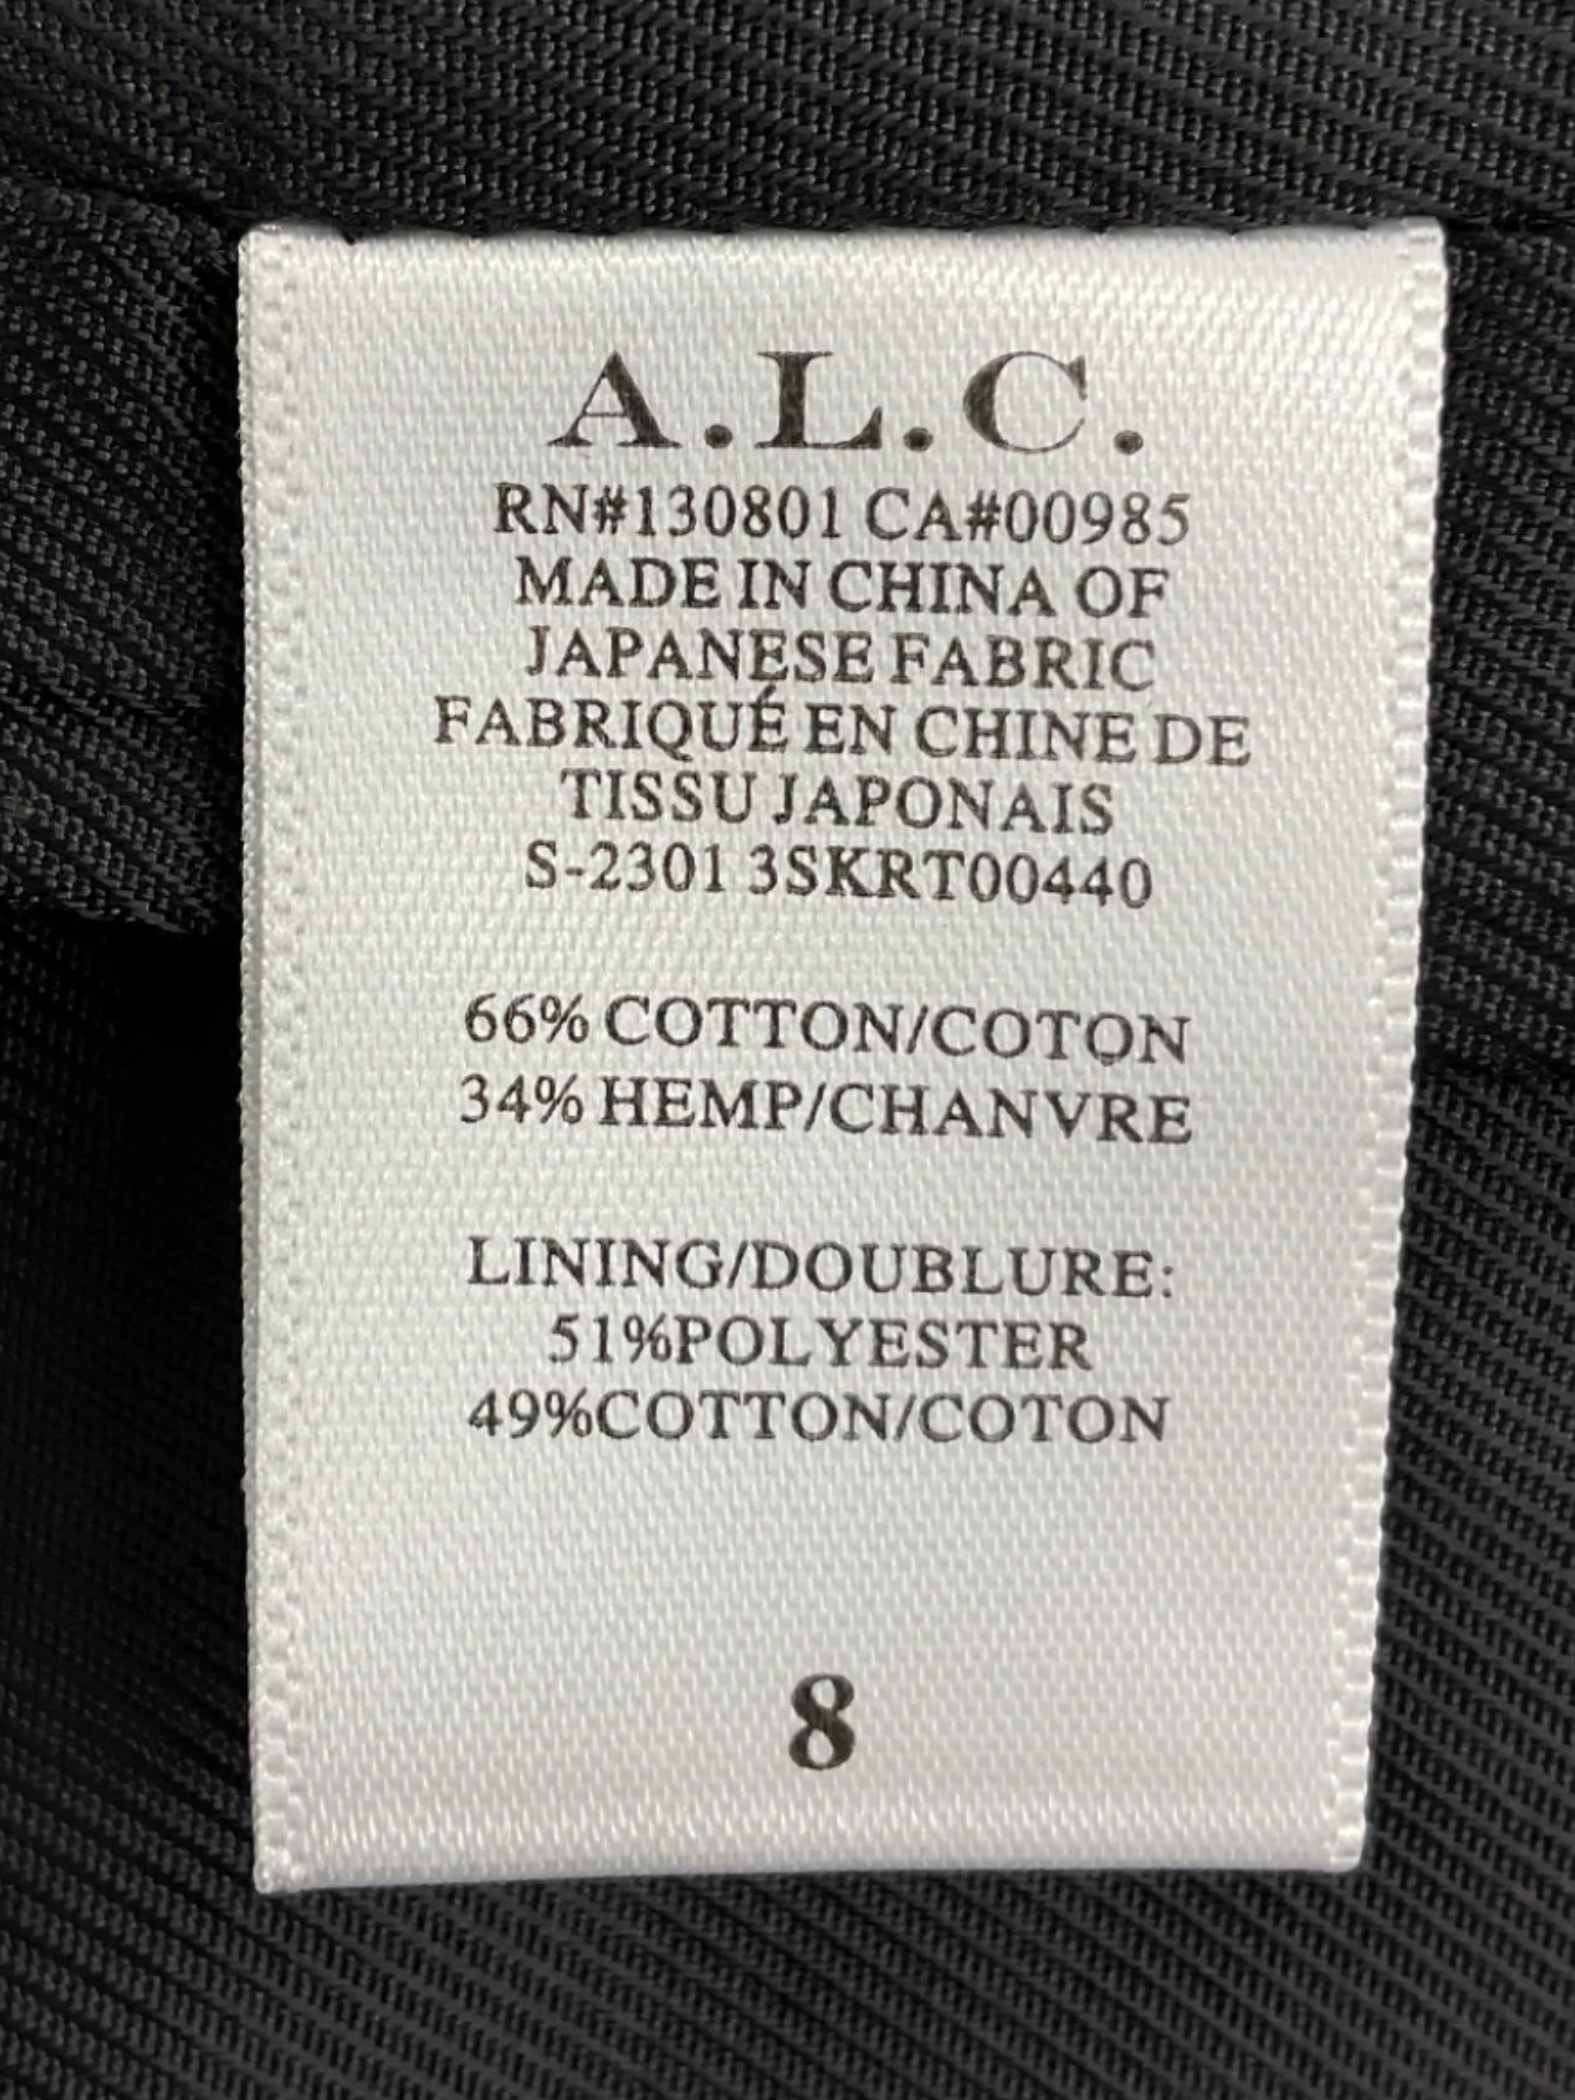 A.L.C.
RN#130801 CA#00985
MADE IN CHINA OF
JAPANESE FABRIC
FABRIQUÉ EN CHINE DE
TISSU JAPONAIS
S-2301 3SKRT00440
66% COTTON/COTON
34% HEMP/CHANVRE
LINING/DOUBLURE:
51%POLYESTER
49%COTTON/COTON
8